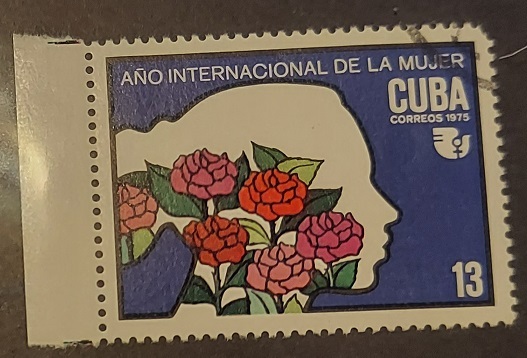 AÑO INTERNACIONAL DE LA MUJER
CUBA
CORREOS 1975
13